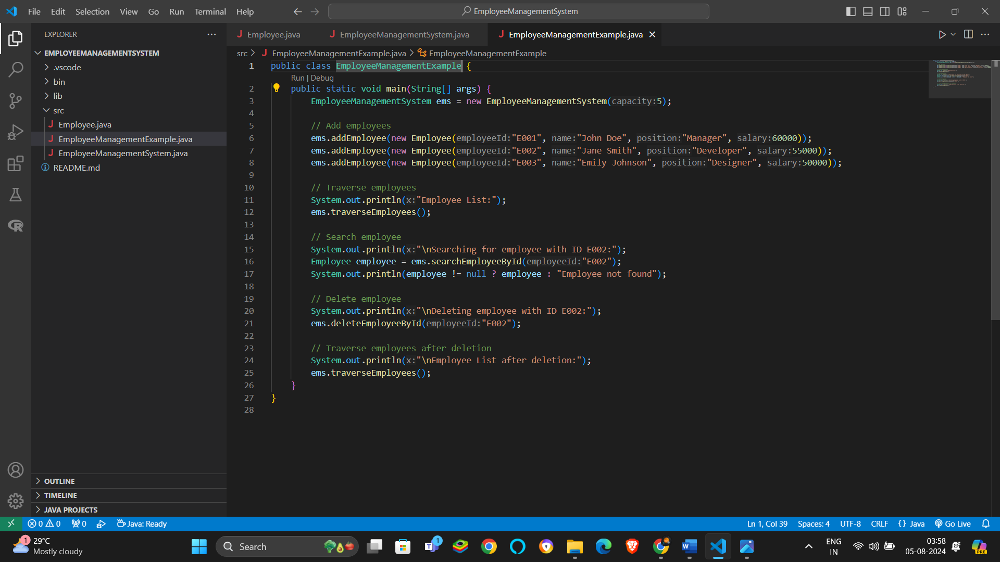 File Edit Selection View Go Run Terminal Help
EmployeeManagementSystem
EXPLORER
EMPLOYEEMANAGEMENTSYSTEM
.vscode
bin
lib
src
Employee.java
EmployeeManagementExample.java
EmployeeManagementSystem.java
README.md
OUTLINE
TIMELINE
JAVA PROJECTS
Employee.java EmployeeManagementSystem.java EmployeeManagementExample.java
src > EmployeeManagementExample.java > EmployeeManagementExample
1 public class EmployeeManagementExample {
Run | Debug
2 public static void main(String[] args) {
3 EmployeeManagementSystem ems = new EmployeeManagementSystem(capacity:5);
4
5 // Add employees
6 ems.addEmployee(new Employee(employeeId:"E001", name:"John Doe", position:"Manager", salary:60000));
7 ems.addEmployee(new Employee(employeeId:"E002", name:"Jane Smith", position:"Developer", salary:55000));
8 ems.addEmployee(new Employee(employeeId:"E003", name:"Emily Johnson", position:"Designer", salary:50000));
9
10 // Traverse employees
11 System.out.println(x:"Employee List:");
12 ems.traverseEmployees();
13
14 // Search employee
15 System.out.println(x:"\nSearching for employee with ID E002:");
16 Employee employee = ems.searchEmployeeById(employeeId:"E002");
17 System.out.println(employee != null ? employee : "Employee not found");
18
19 // Delete employee
20 System.out.println(x:"\nDeleting employee with ID E002:");
21 ems.deleteEmployeeById(employeeId:"E002");
22
23 // Traverse employees after deletion
24 System.out.println(x:"\nEmployee List after deletion:");
25 ems.traverseEmployees();
26 }
27 }
28
0 0 0 Java: Ready Ln 1, Col 39 Spaces: 4 UTF-8 CRLF {} Java Go Live
1 29°C
Mostly cloudy
Search
1
ENG
IN
03:58
05-08-2024
PRE